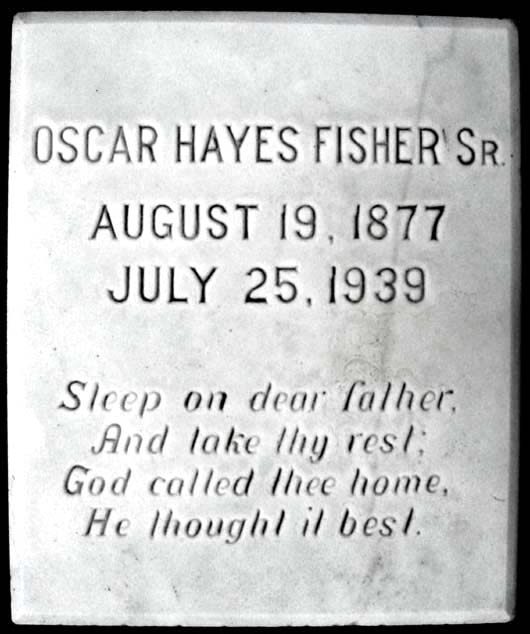 OSCAR HAYES FISHER SR.
AUGUST 19, 1877
JULY 25, 1939
Sleep on dear father,
And take thy rest;
God called thee home,
He thought it best.